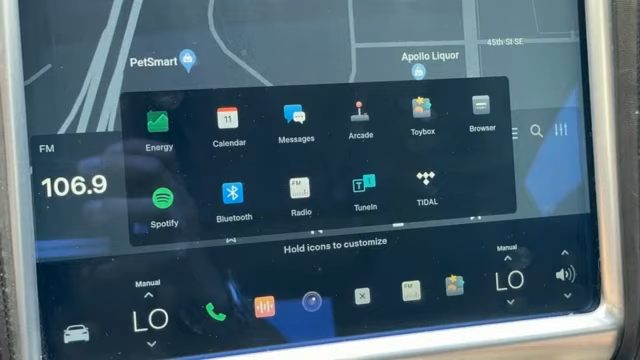 45th St SE
Apollo Liquor
PetSmart
11
Energy
Calendar
Messages
Arcade
Toybox
Browser
FM
106.9
FM
T
Spotify
Bluetooth
Radio
TuneIn
TIDAL
Hold icons to customize
Manual
LO
FM
Manual
LO